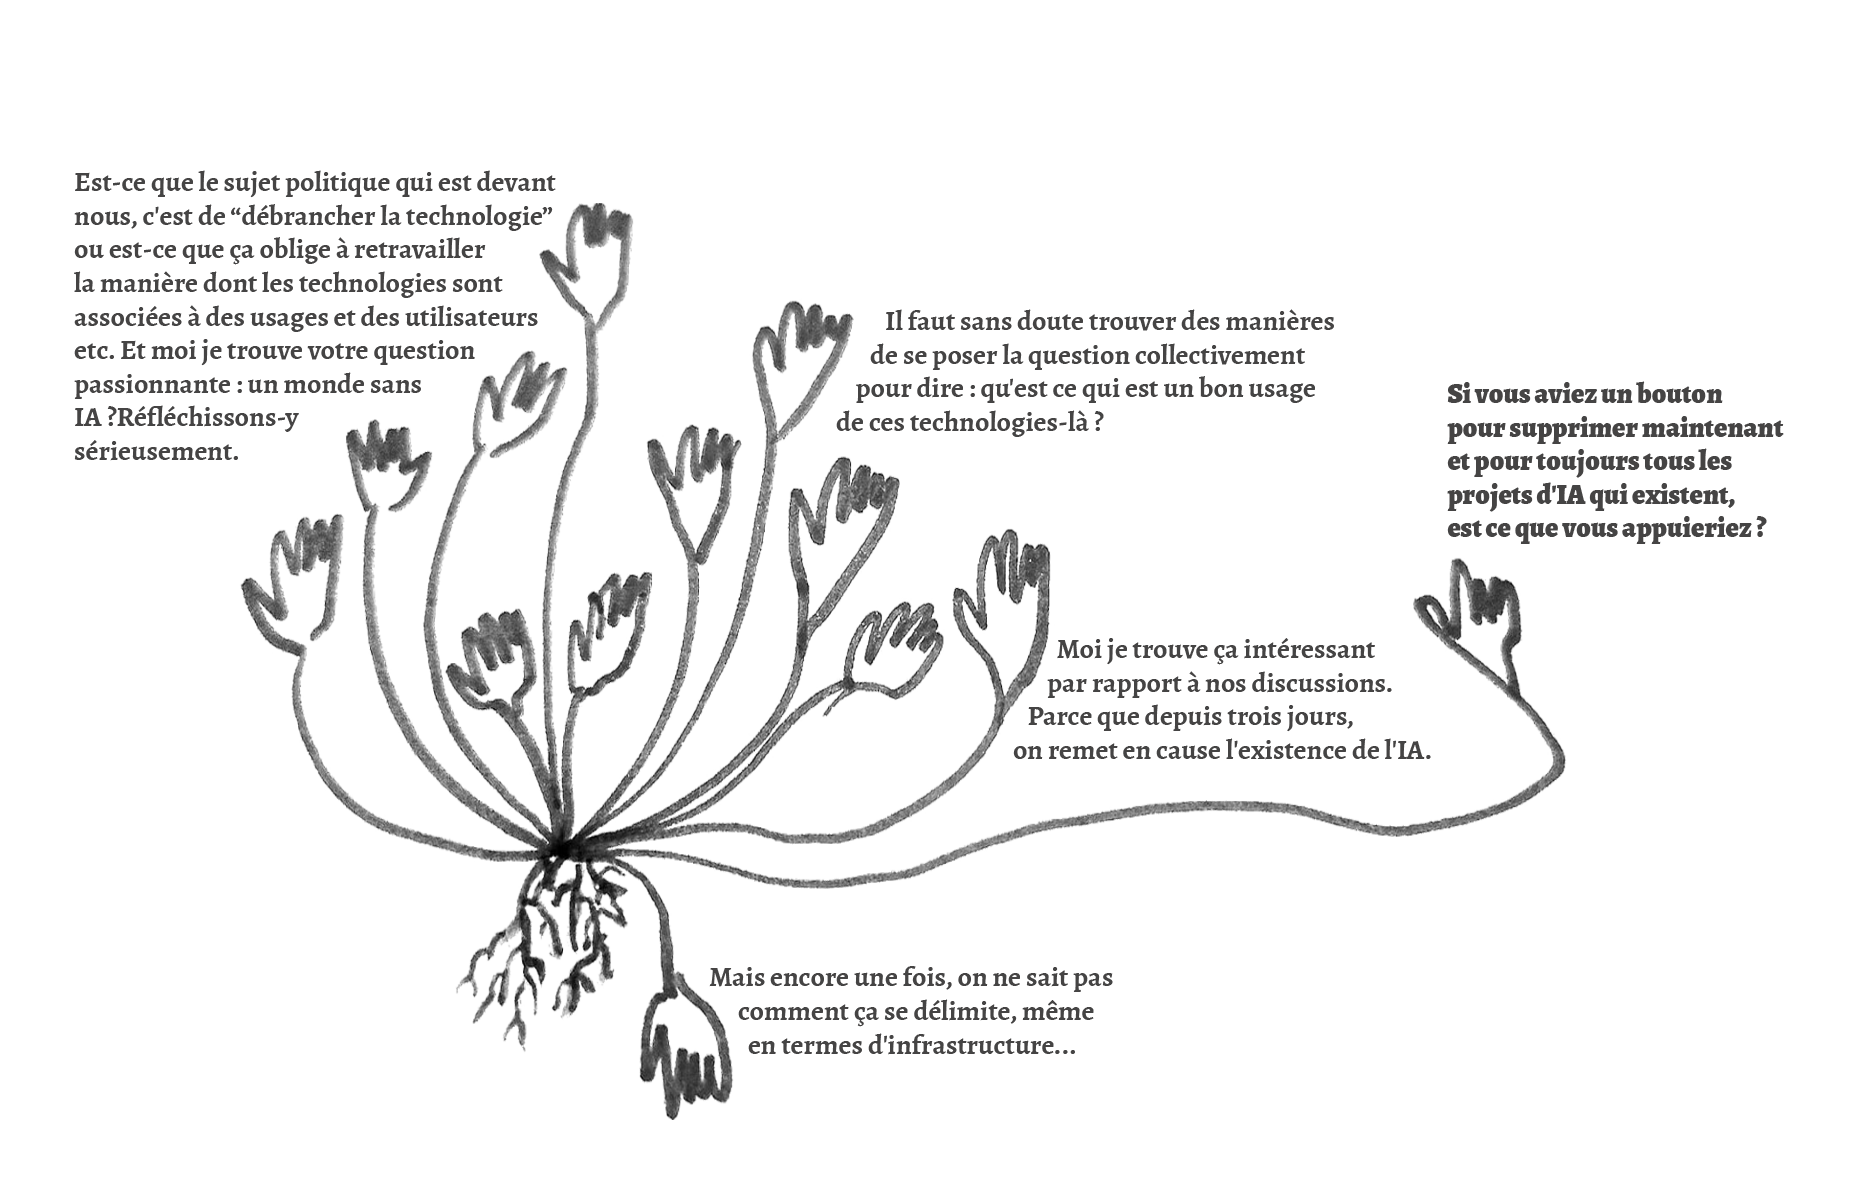 Est-ce que le sujet politique qui est devant
nous, c'est de “débrancher la technologie”
ou est-ce que ça oblige à retravailler
la manière dont les technologies sont
associées à des usages et des utilisateurs
etc. Et moi je trouve votre question
passionnante : un monde sans
IA ?Réfléchissons-y
sérieusement.
Il faut sans doute trouver des manières
de se poser la question collectivement
pour dire : qu'est ce qui est un bon usage
de ces technologies-là ?
Si vous aviez un bouton
pour supprimer maintenant
et pour toujours tous les
projets d'IA qui existent,
est ce que vous appuieriez ?
Moi je trouve ça intéressant
par rapport à nos discussions.
Parce que depuis trois jours,
on remet en cause l'existence de l'IA.
Mais encore une fois, on ne sait pas
comment ça se délimite, même
en termes d'infrastructure...